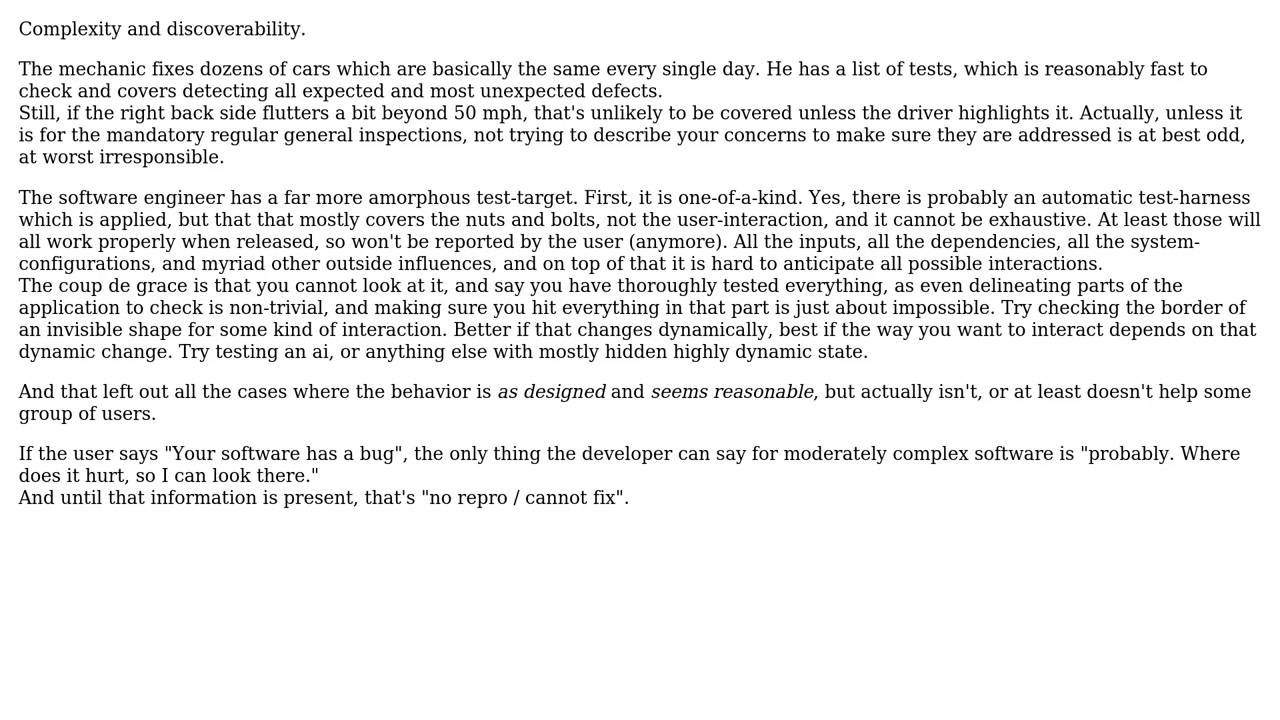 Complexity and discoverability.
The mechanic fixes dozens of cars which are basically the same every single day. He has a list of tests, which is reasonably fast to
check and covers detecting all expected and most unexpected defects.
Still, if the right back side flutters a bit beyond 50 mph, that's unlikely to be covered unless the driver highlights it. Actually, unless it
is for the mandatory regular general inspections, not trying to describe your concerns to make sure they are addressed is at best odd,
at worst irresponsible.
The software engineer has a far more amorphous test-target. First, it is one-of-a-kind. Yes, there is probably an automatic test-harness
which is applied, but that that mostly covers the nuts and bolts, not the user-interaction, and it cannot be exhaustive. At least those will
all work properly when released, so won't be reported by the user (anymore). All the inputs, all the dependencies, all the system-
configurations, and myriad other outside influences, and on top of that it is hard to anticipate all possible interactions.
The coup de grace is that you cannot look at it, and say you have thoroughly tested everything, as even delineating parts of the
application to check is non-trivial, and making sure you hit everything in that part is just about impossible. Try checking the border of
an invisible shape for some kind of interaction. Better if that changes dynamically, best if the way you want to interact depends on that
dynamic change. Try testing an ai, or anything else with mostly hidden highly dynamic state.
And that left out all the cases where the behavior is as designed and seems reasonable, but actually isn't, or at least doesn't help some
group of users.
If the user says "Your software has a bug", the only thing the developer can say for moderately complex software is "probably. Where
does it hurt, so I can look there."
And until that information is present, that's "no repro / cannot fix".